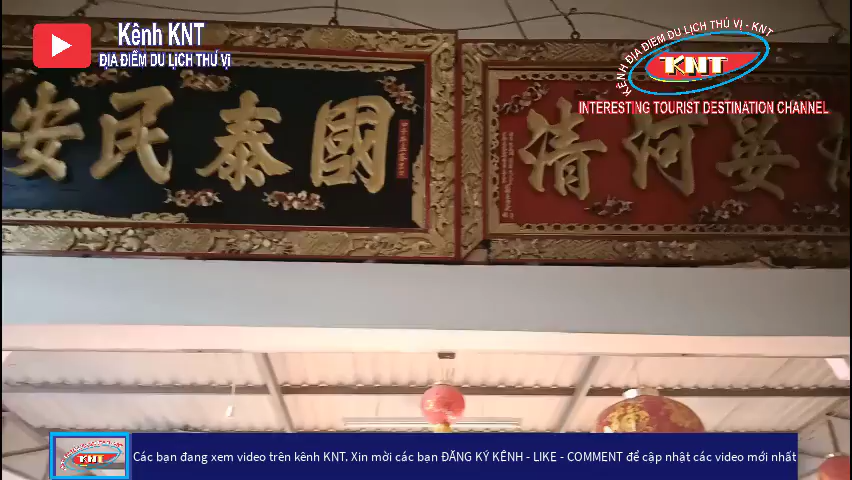 Kênh KNT
ĐỊA ĐIỂM DU LỊCH THÚ VỊ
KÊNH ĐỊA ĐIỂM DU LỊCH THÚ VỊ - KNT
KNT
INTERESTING TOURIST DESTINATION CHANNEL
國泰民安
晏河清
KNT
Các bạn đang xem video trên kênh KNT. Xin mời các bạn ĐĂNG KÝ KÊNH - LIKE - COMMENT để cập nhật các video mới nhất